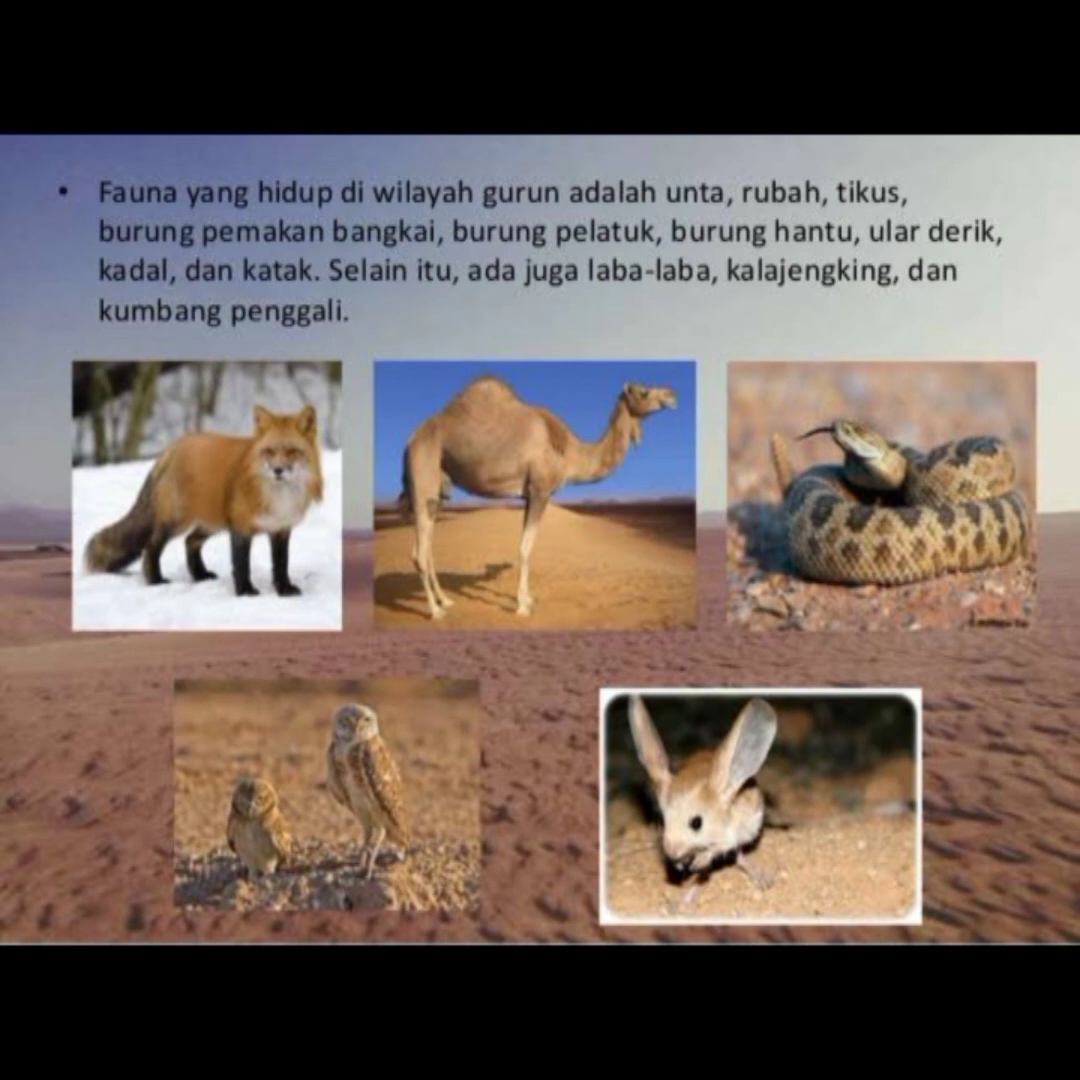 • Fauna yang hidup di wilayah gurun adalah unta, rubah, tikus,
burung pemakan bangkai, burung pelatuk, burung hantu, ular derik,
kadal, dan katak. Selain itu, ada juga laba-laba, kalajengking, dan
kumbang penggali.